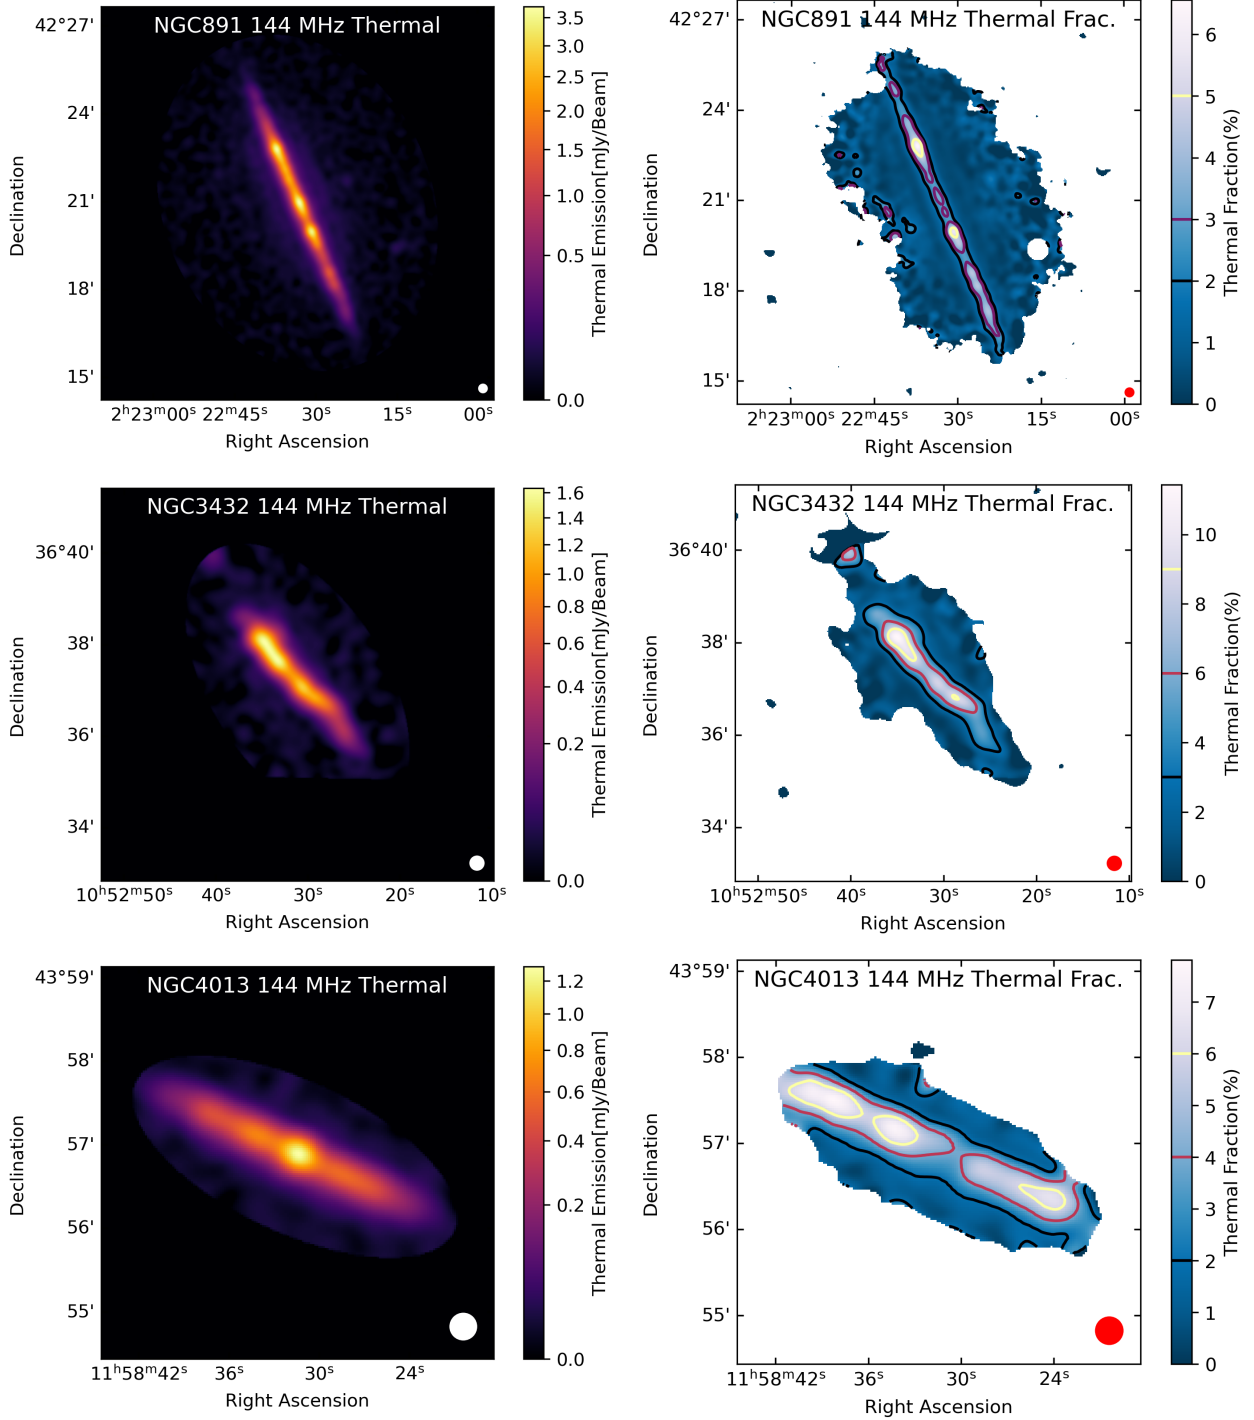 NGC891 144 MHz Thermal
42°27'
24'
21'
18'
15'
Declination
2ʰ23ᵐ00ˢ 22ᵐ45ˢ 30ˢ 15ˢ 00ˢ
Right Ascension
3.5
3.0
2.5
2.0
1.5
1.0
0.5
0.0
Thermal Emission[mJy/Beam]
NGC891 144 MHz Thermal Frac.
42°27'
24'
21'
18'
15'
Declination
2ʰ23ᵐ00ˢ 22ᵐ45ˢ 30ˢ 15ˢ 00ˢ
Right Ascension
6
5
4
3
2
1
0
Thermal Fraction(%)
NGC3432 144 MHz Thermal
36°40'
38'
36'
34'
Declination
10ʰ52ᵐ50ˢ 40ˢ 30ˢ 20ˢ 10ˢ
Right Ascension
1.6
1.4
1.2
1.0
0.8
0.6
0.4
0.2
0.0
Thermal Emission[mJy/Beam]
NGC3432 144 MHz Thermal Frac.
36°40'
38'
36'
34'
Declination
10ʰ52ᵐ50ˢ 40ˢ 30ˢ 20ˢ 10ˢ
Right Ascension
10
8
6
4
2
0
Thermal Fraction(%)
NGC4013 144 MHz Thermal
43°59'
58'
57'
56'
55'
Declination
11ʰ58ᵐ42ˢ 36ˢ 30ˢ 24ˢ
Right Ascension
1.2
1.0
0.8
0.6
0.4
0.2
0.0
Thermal Emission[mJy/Beam]
NGC4013 144 MHz Thermal Frac.
43°59'
58'
57'
56'
55'
Declination
11ʰ58ᵐ42ˢ 36ˢ 30ˢ 24ˢ
Right Ascension
7
6
5
4
3
2
1
0
Thermal Fraction(%)